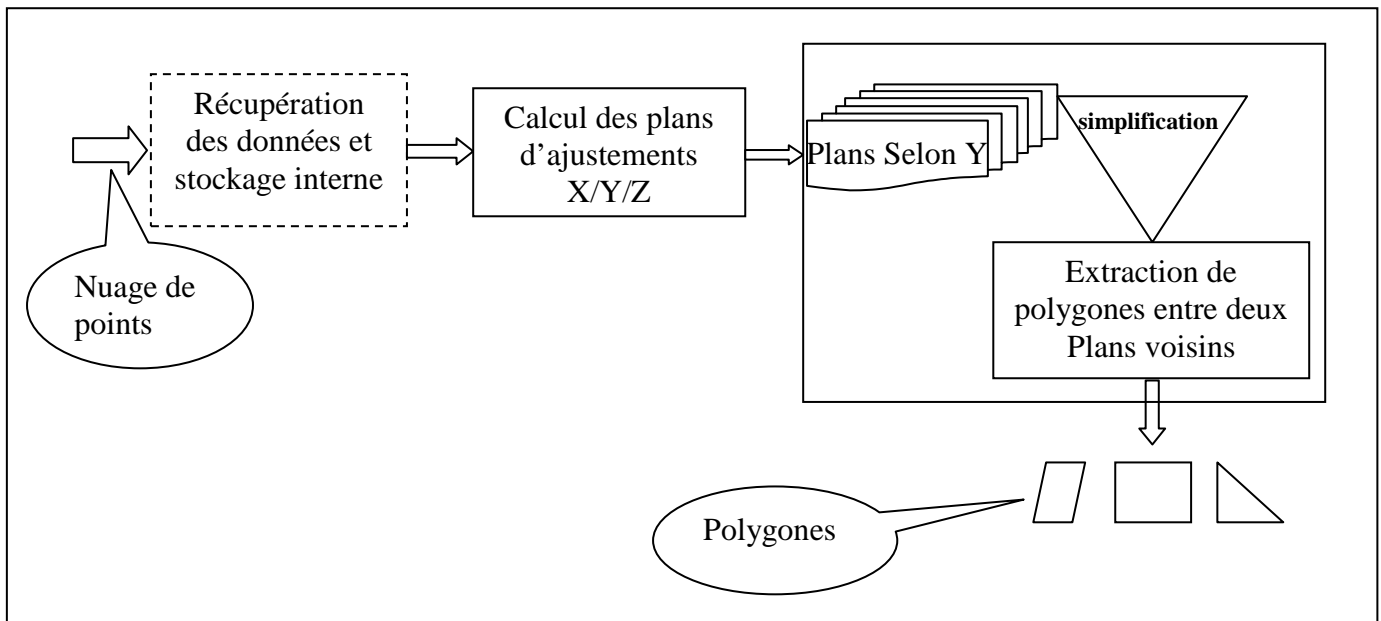 Récupération
des données et
stockage interne
Calcul des plans
d’ajustements
X/Y/Z
Plans Selon Y
simplification
Extraction de
polygones entre deux
Plans voisins
Nuage de
points
Polygones